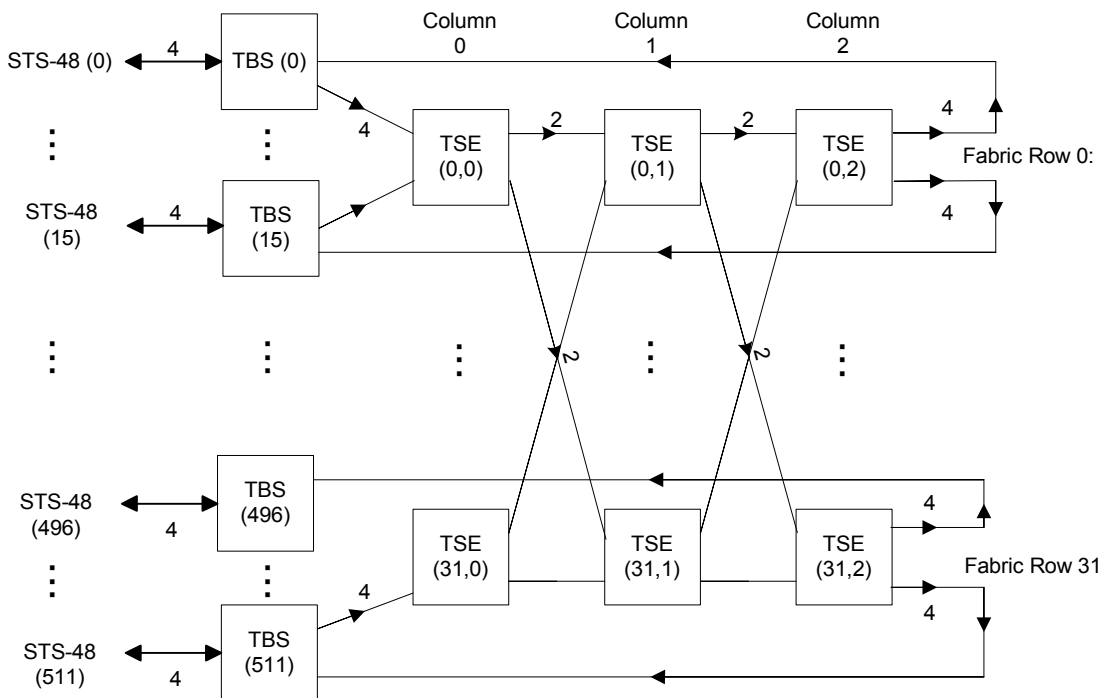 Column
0
Column
1
Column
2
STS-48 (0)
4
TBS (0)
4
TSE
(0,0)
2
TSE
(0,1)
2
TSE
(0,2)
4
4
Fabric Row 0:
STS-48
(15)
4
TBS
(15)
2
2
STS-48
(496)
4
TBS
(496)
TSE
(31,0)
TSE
(31,1)
TSE
(31,2)
4
4
Fabric Row 31
STS-48
(511)
4
TBS
(511)
4